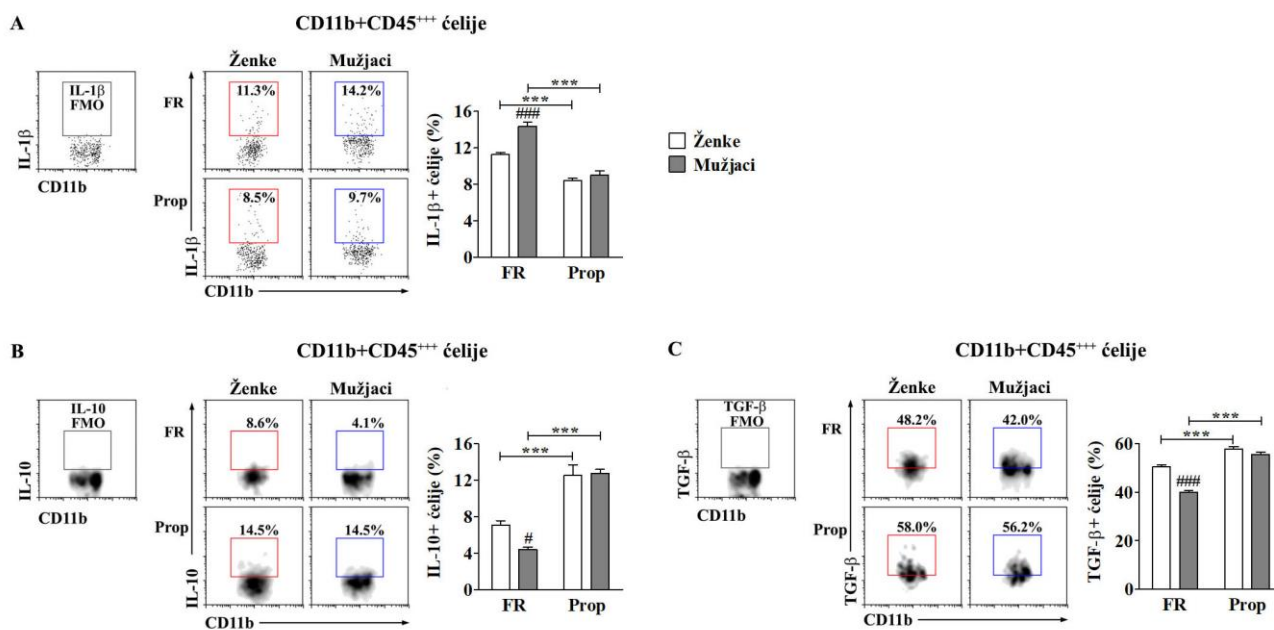 A
CD11b+CD45+++ ćelije
Ženke
Mužjaci
IL-1β
FMO
IL-1β
CD11b
FR
11.3%
14.2%
Prop
8.5%
9.7%
IL-1β
CD11b
IL-1β+ ćelije (%)
16
12
8
4
0
***
***
###
FR
Prop
Ženke
Mužjaci
B
CD11b+CD45+++ ćelije
Ženke
Mužjaci
IL-10
FMO
IL-10
CD11b
FR
8.6%
4.1%
Prop
14.5%
14.5%
IL-10
CD11b
IL-10+ ćelije (%)
16
12
8
4
0
***
***
#
FR
Prop
C
CD11b+CD45+++ ćelije
Ženke
Mužjaci
TGF-β
FMO
TGF-β
CD11b
FR
48.2%
42.0%
Prop
58.0%
56.2%
TGF-β
CD11b
TGF-β+ ćelije (%)
60
40
20
0
***
***
###
FR
Prop